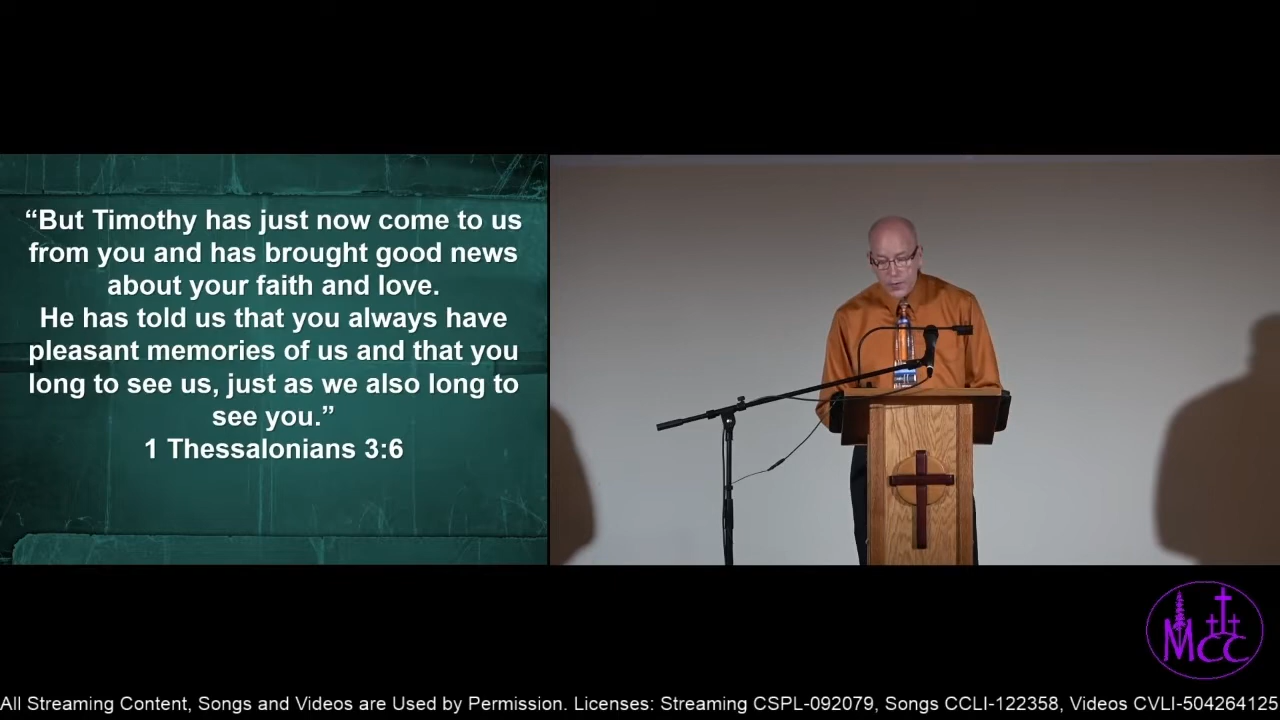 “But Timothy has just now come to us
from you and has brought good news
about your faith and love.
He has told us that you always have
pleasant memories of us and that you
long to see us, just as we also long to
see you.”
1 Thessalonians 3:6
MCC
All Streaming Content, Songs and Videos are Used by Permission. Licenses: Streaming CSPL-092079, Songs CCLI-122358, Videos CVLI-504264125